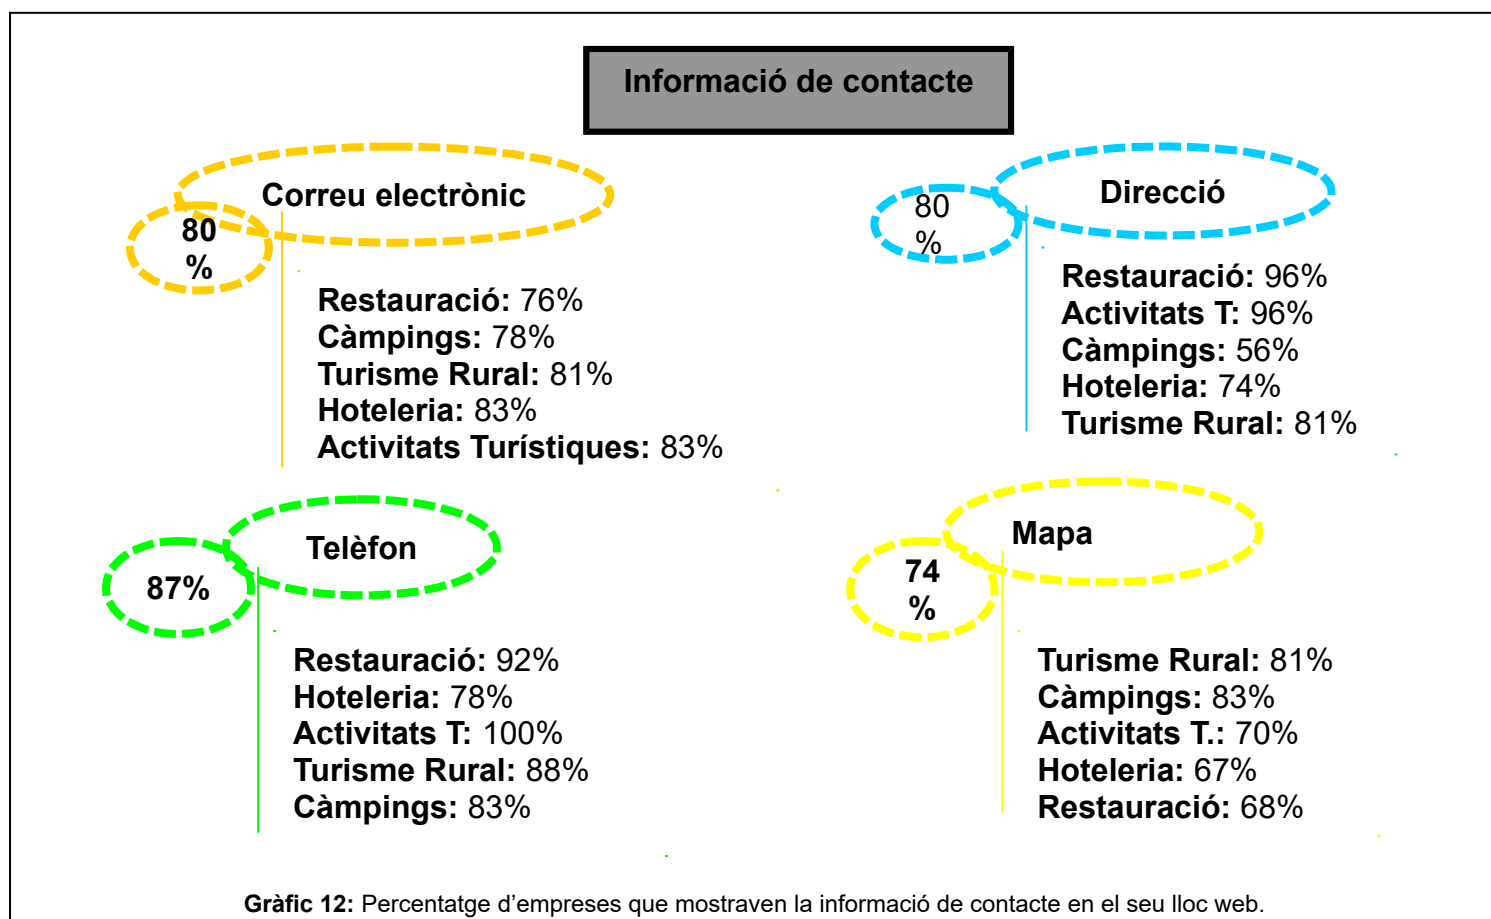 Informació de contacte
Correu electrònic
80
%
Restauració: 76%
Càmpings: 78%
Turisme Rural: 81%
Hoteleria: 83%
Activitats Turístiques: 83%
Direcció
80
%
Restauració: 96%
Activitats T: 96%
Càmpings: 56%
Hoteleria: 74%
Turisme Rural: 81%
Telèfon
87%
Restauració: 92%
Hoteleria: 78%
Activitats T: 100%
Turisme Rural: 88%
Càmpings: 83%
Mapa
74
%
Turisme Rural: 81%
Càmpings: 83%
Activitats T.: 70%
Hoteleria: 67%
Restauració: 68%
Gràfic 12: Percentatge d’empreses que mostraven la informació de contacte en el seu lloc web.